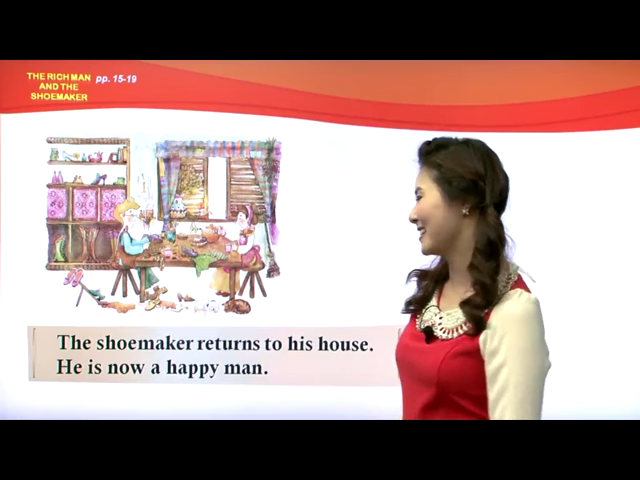 THE RICH MAN pp. 15-19
AND THE
SHOEMAKER
The shoemaker returns to his house.
He is now a happy man.